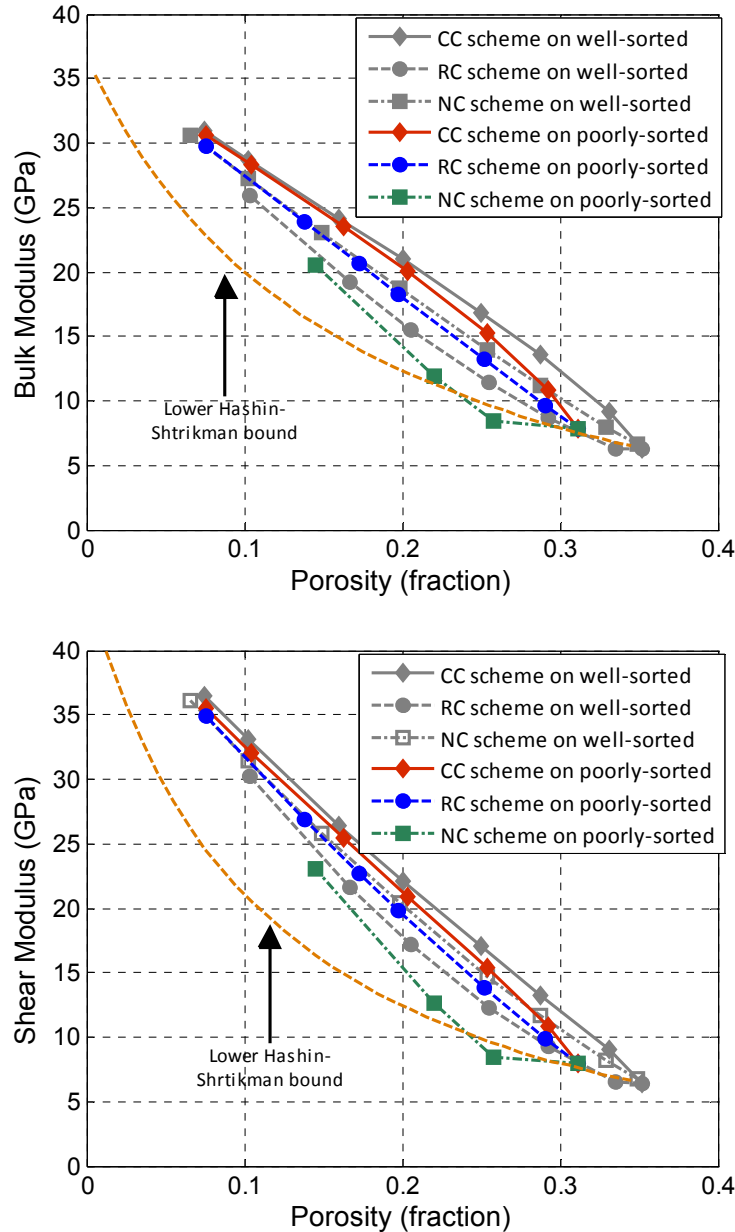 40
35
30
25
20
15
10
5
0
Bulk Modulus (GPa)
CC scheme on well-sorted
RC scheme on well-sorted
NC scheme on well-sorted
CC scheme on poorly-sorted
RC scheme on poorly-sorted
NC scheme on poorly-sorted
Lower Hashin-
Shtrikman bound
0 0.1 0.2 0.3 0.4
Porosity (fraction)
40
35
30
25
20
15
10
5
0
Shear Modulus (GPa)
CC scheme on well-sorted
RC scheme on well-sorted
NC scheme on well-sorted
CC scheme on poorly-sorted
RC scheme on poorly-sorted
NC scheme on poorly-sorted
Lower Hashin-
Shrtikman bound
0 0.1 0.2 0.3 0.4
Porosity (fraction)